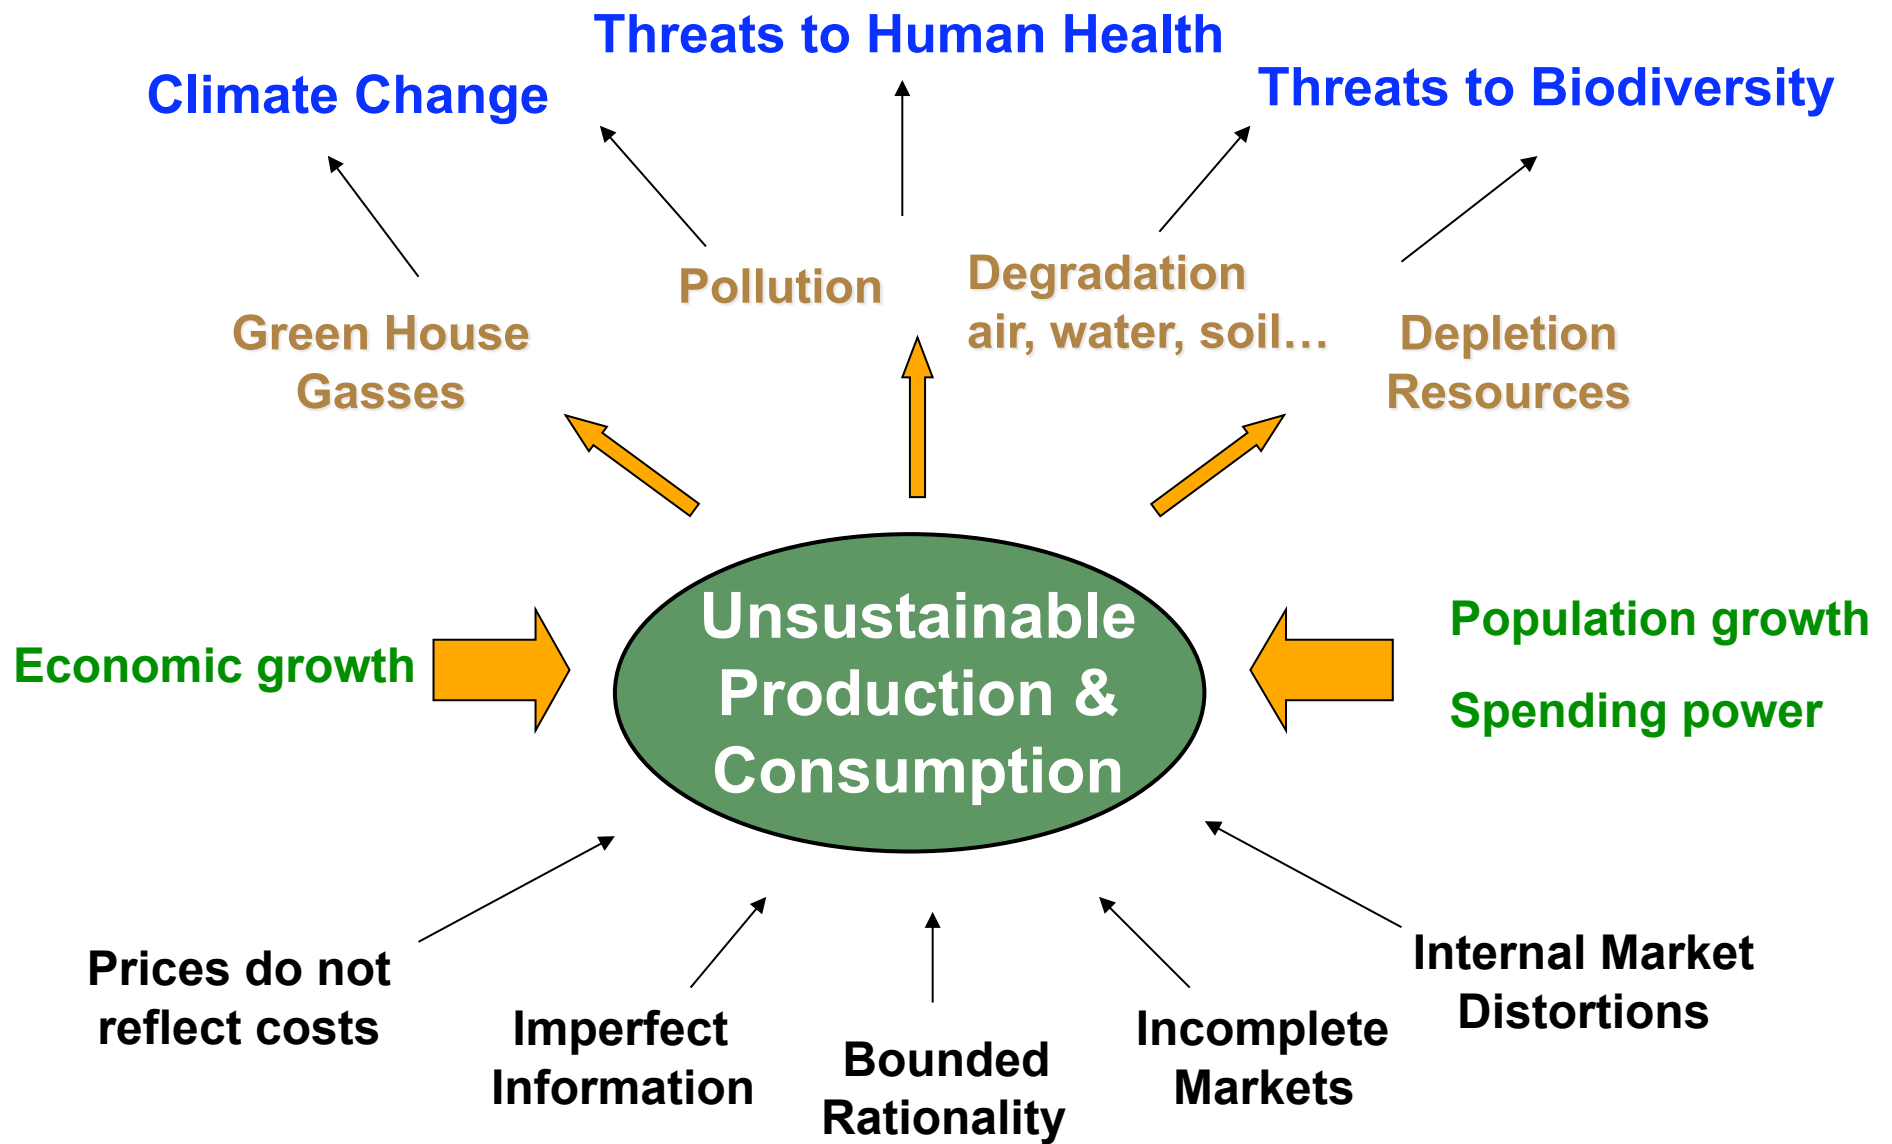 Threats to Human Health
Climate Change
Threats to Biodiversity
Pollution
Degradation
air, water, soil…
Green House
Gasses
Depletion
Resources
Unsustainable
Production &
Consumption
Economic growth
Population growth
Spending power
Prices do not
reflect costs
Imperfect
Information
Bounded
Rationality
Incomplete
Markets
Internal Market
Distortions